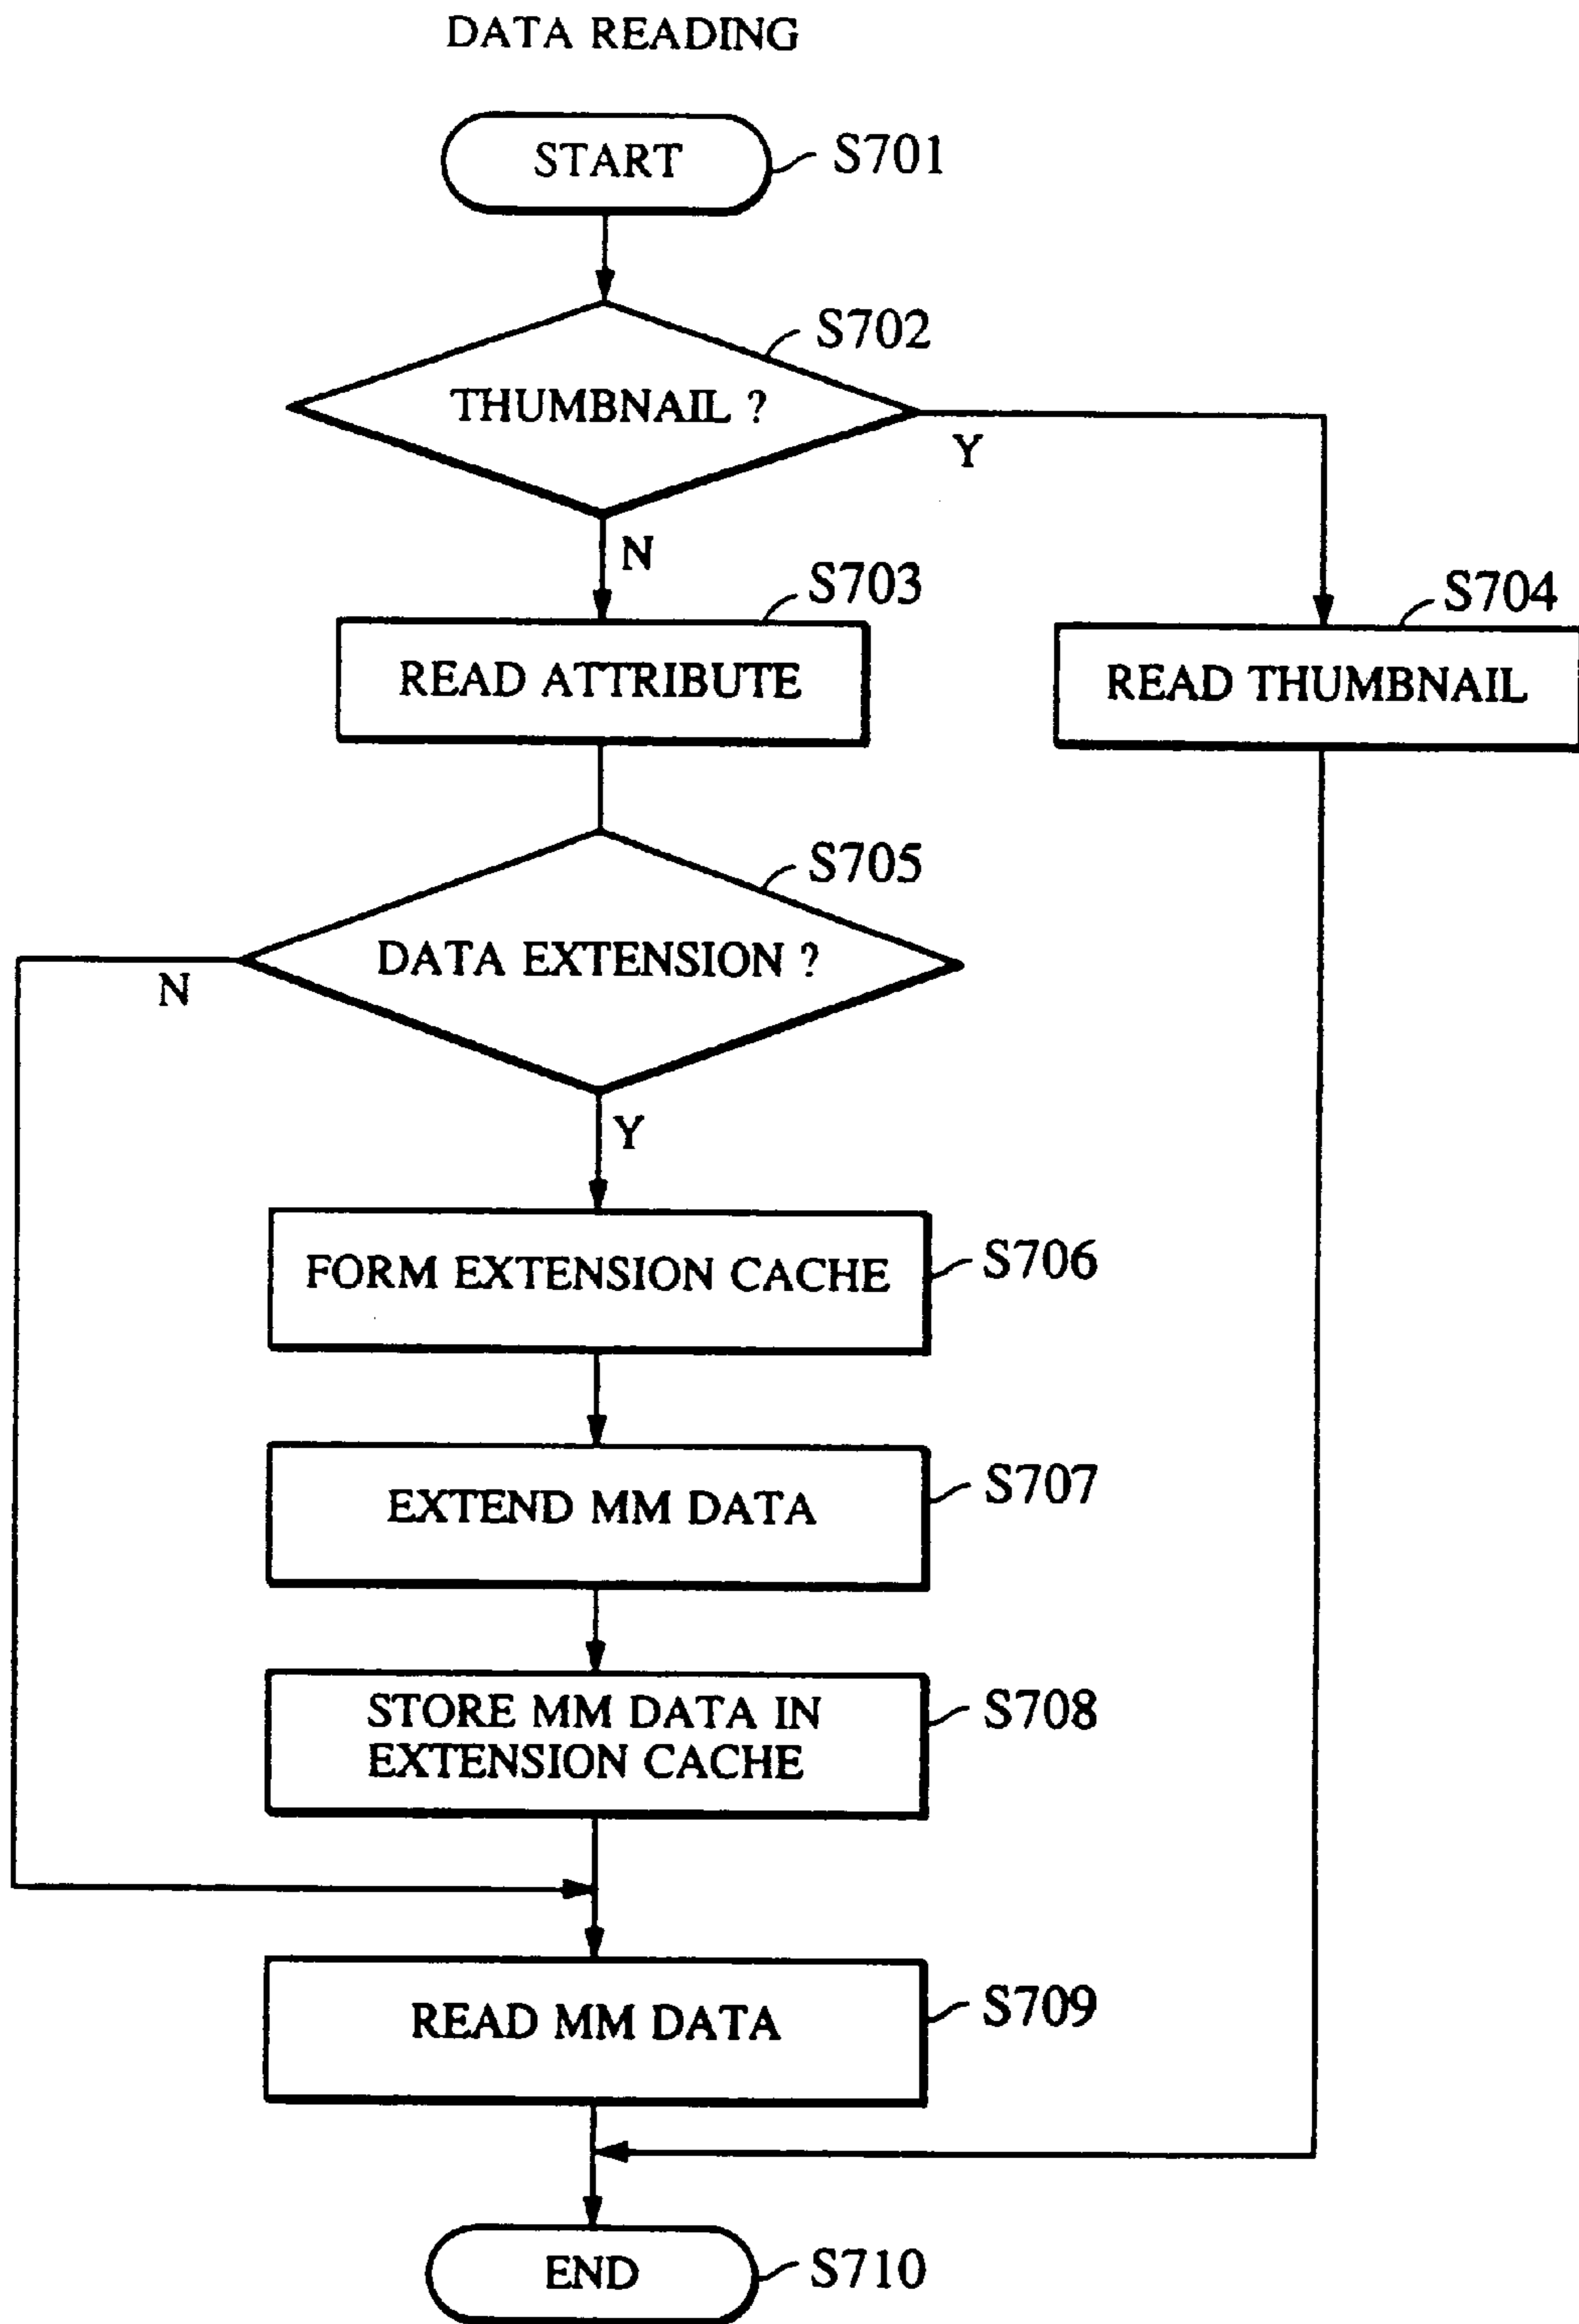 DATA READING
START
S701
S702
THUMBNAIL ?
Y
N
S703
S704
READ ATTRIBUTE
READ THUMBNAIL
S705
DATA EXTENSION ?
N
Y
FORM EXTENSION CACHE
S706
EXTEND MM DATA
S707
STORE MM DATA IN
EXTENSION CACHE
S708
READ MM DATA
S709
END
S710